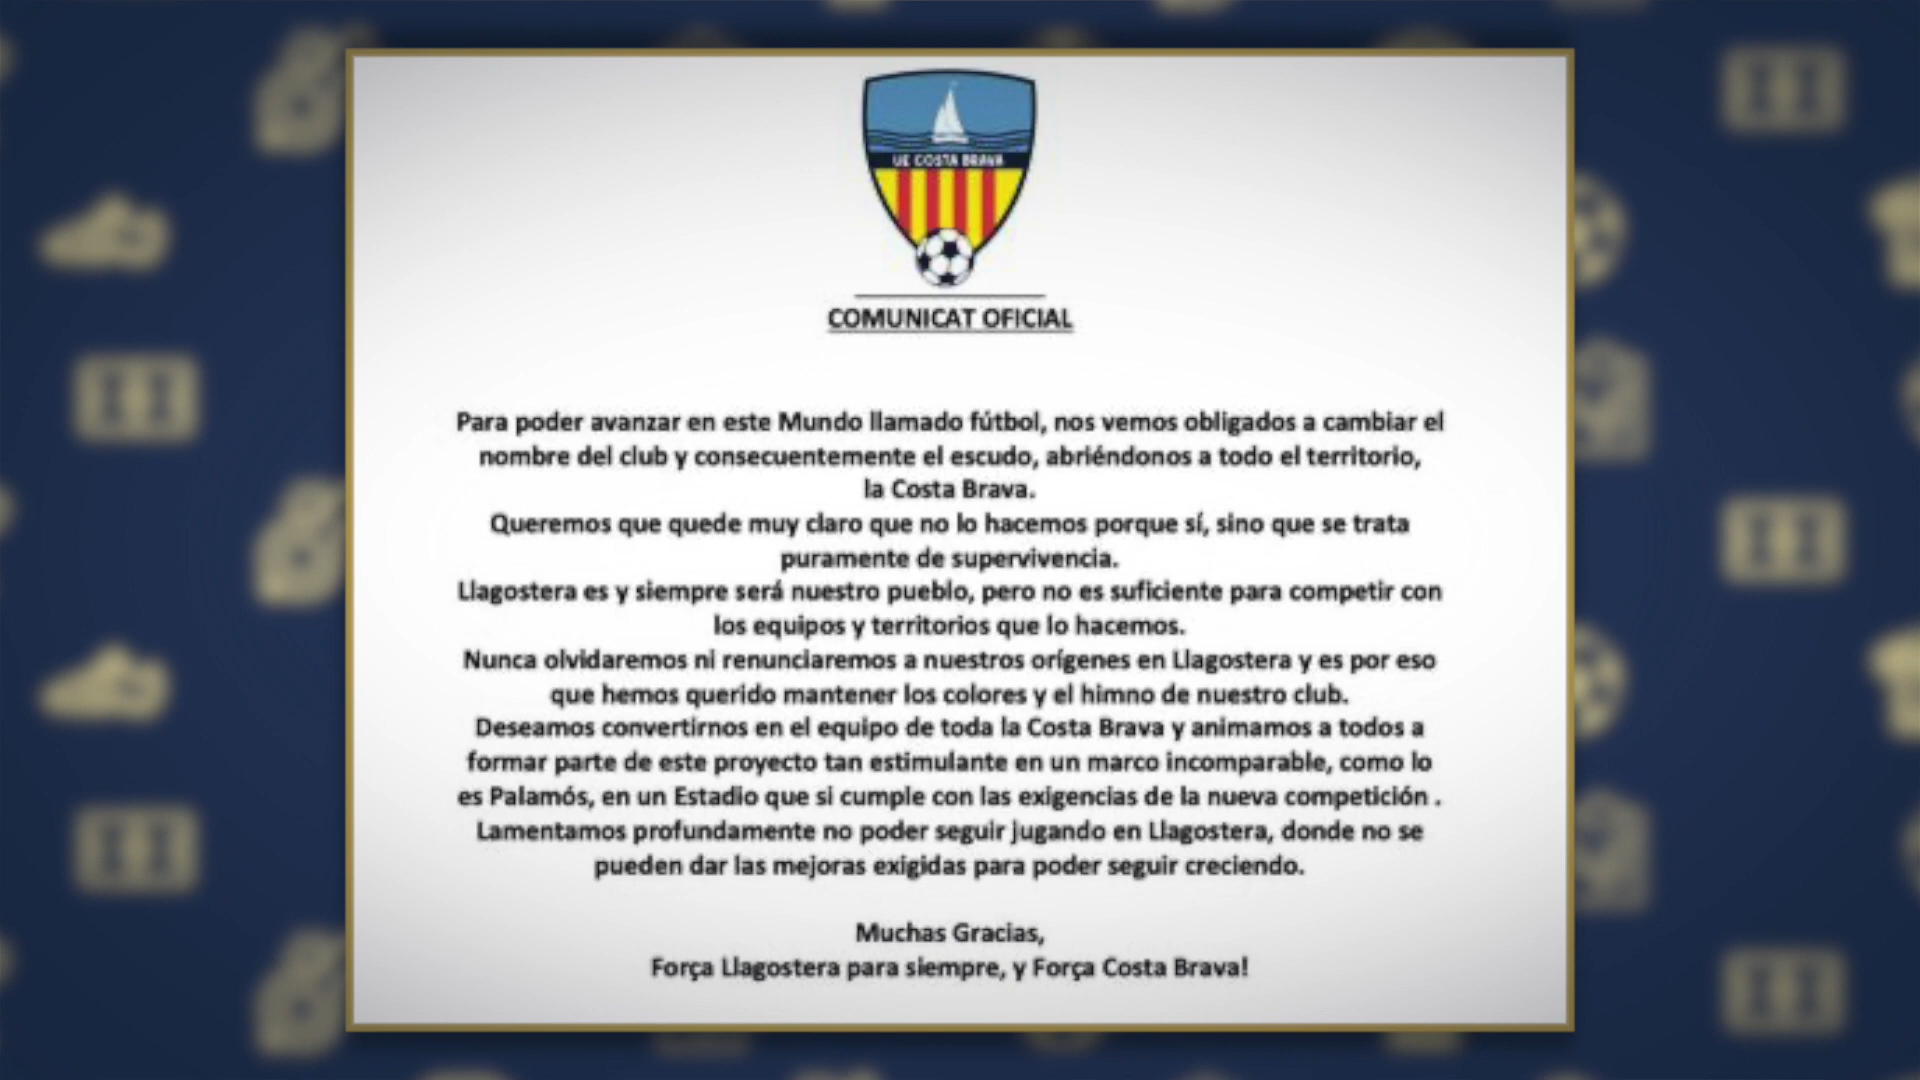 UE COSTA BRAVA
COMUNICAT OFICIAL
Para poder avanzar en este Mundo llamado fútbol, nos vemos obligados a cambiar el
nombre del club y consecuentemente el escudo, abriéndonos a todo el territorio,
la Costa Brava.
Queremos que quede muy claro que no lo hacemos porque sí, sino que se trata
puramente de supervivencia.
Llagostera es y siempre será nuestro pueblo, pero no es suficiente para competir con
los equipos y territorios que lo hacemos.
Nunca olvidaremos ni renunciaremos a nuestros orígenes en Llagostera y es por eso
que hemos querido mantener los colores y el himno de nuestro club.
Deseamos convertirnos en el equipo de toda la Costa Brava y animamos a todos a
formar parte de este proyecto tan estimulante en un marco incomparable, como lo
es Palamós, en un Estadio que si cumple con las exigencias de la nueva competición .
Lamentamos profundamente no poder seguir jugando en Llagostera, donde no se
pueden dar las mejoras exigidas para poder seguir creciendo.
Muchas Gracias,
Força Llagostera para siempre, y Força Costa Brava!